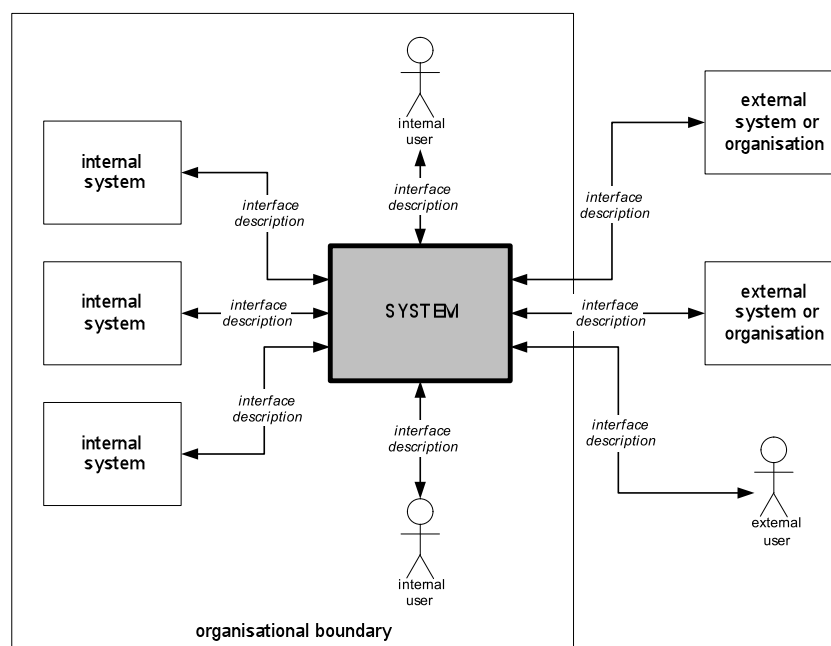 internal
user
external
system or
organisation
internal
system
interface
description
interface
description
interface
description
internal
system
interface
description
SYSTEM
interface
description
external
system or
organisation
interface
description
interface
description
interface
description
internal
system
external
user
internal
user
organisational boundary